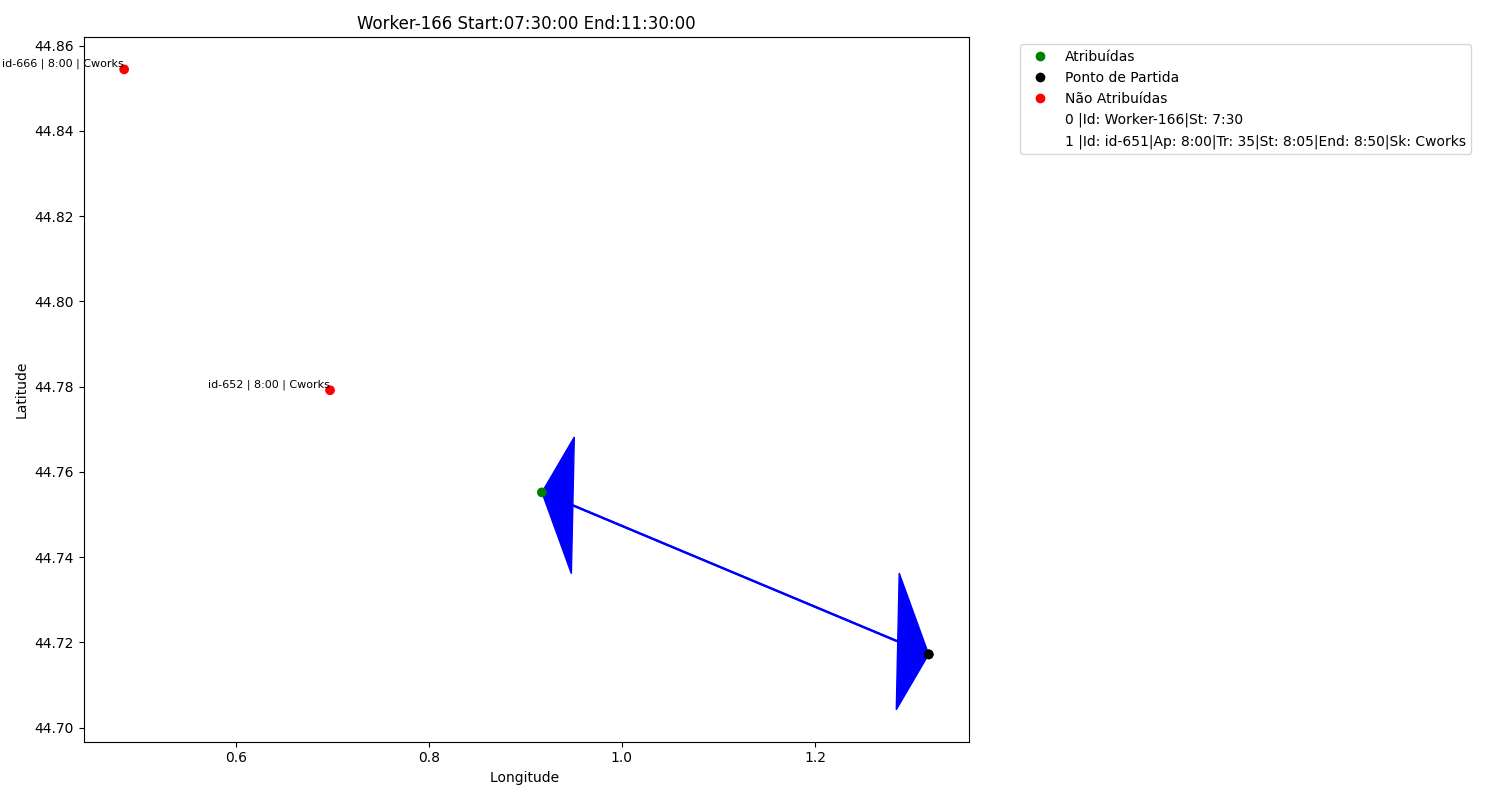 Worker-166 Start:07:30:00 End:11:30:00
44.86
44.84
44.82
44.80
44.78
44.76
44.74
44.72
44.70
Latitude
id-666 | 8:00 | Cworks
id-652 | 8:00 | Cworks
0.6
0.8
1.0
1.2
Longitude
Atribuídas
Ponto de Partida
Não Atribuídas
0 |Id: Worker-166|St: 7:30
1 |Id: id-651|Ap: 8:00|Tr: 35|St: 8:05|End: 8:50|Sk: Cworks